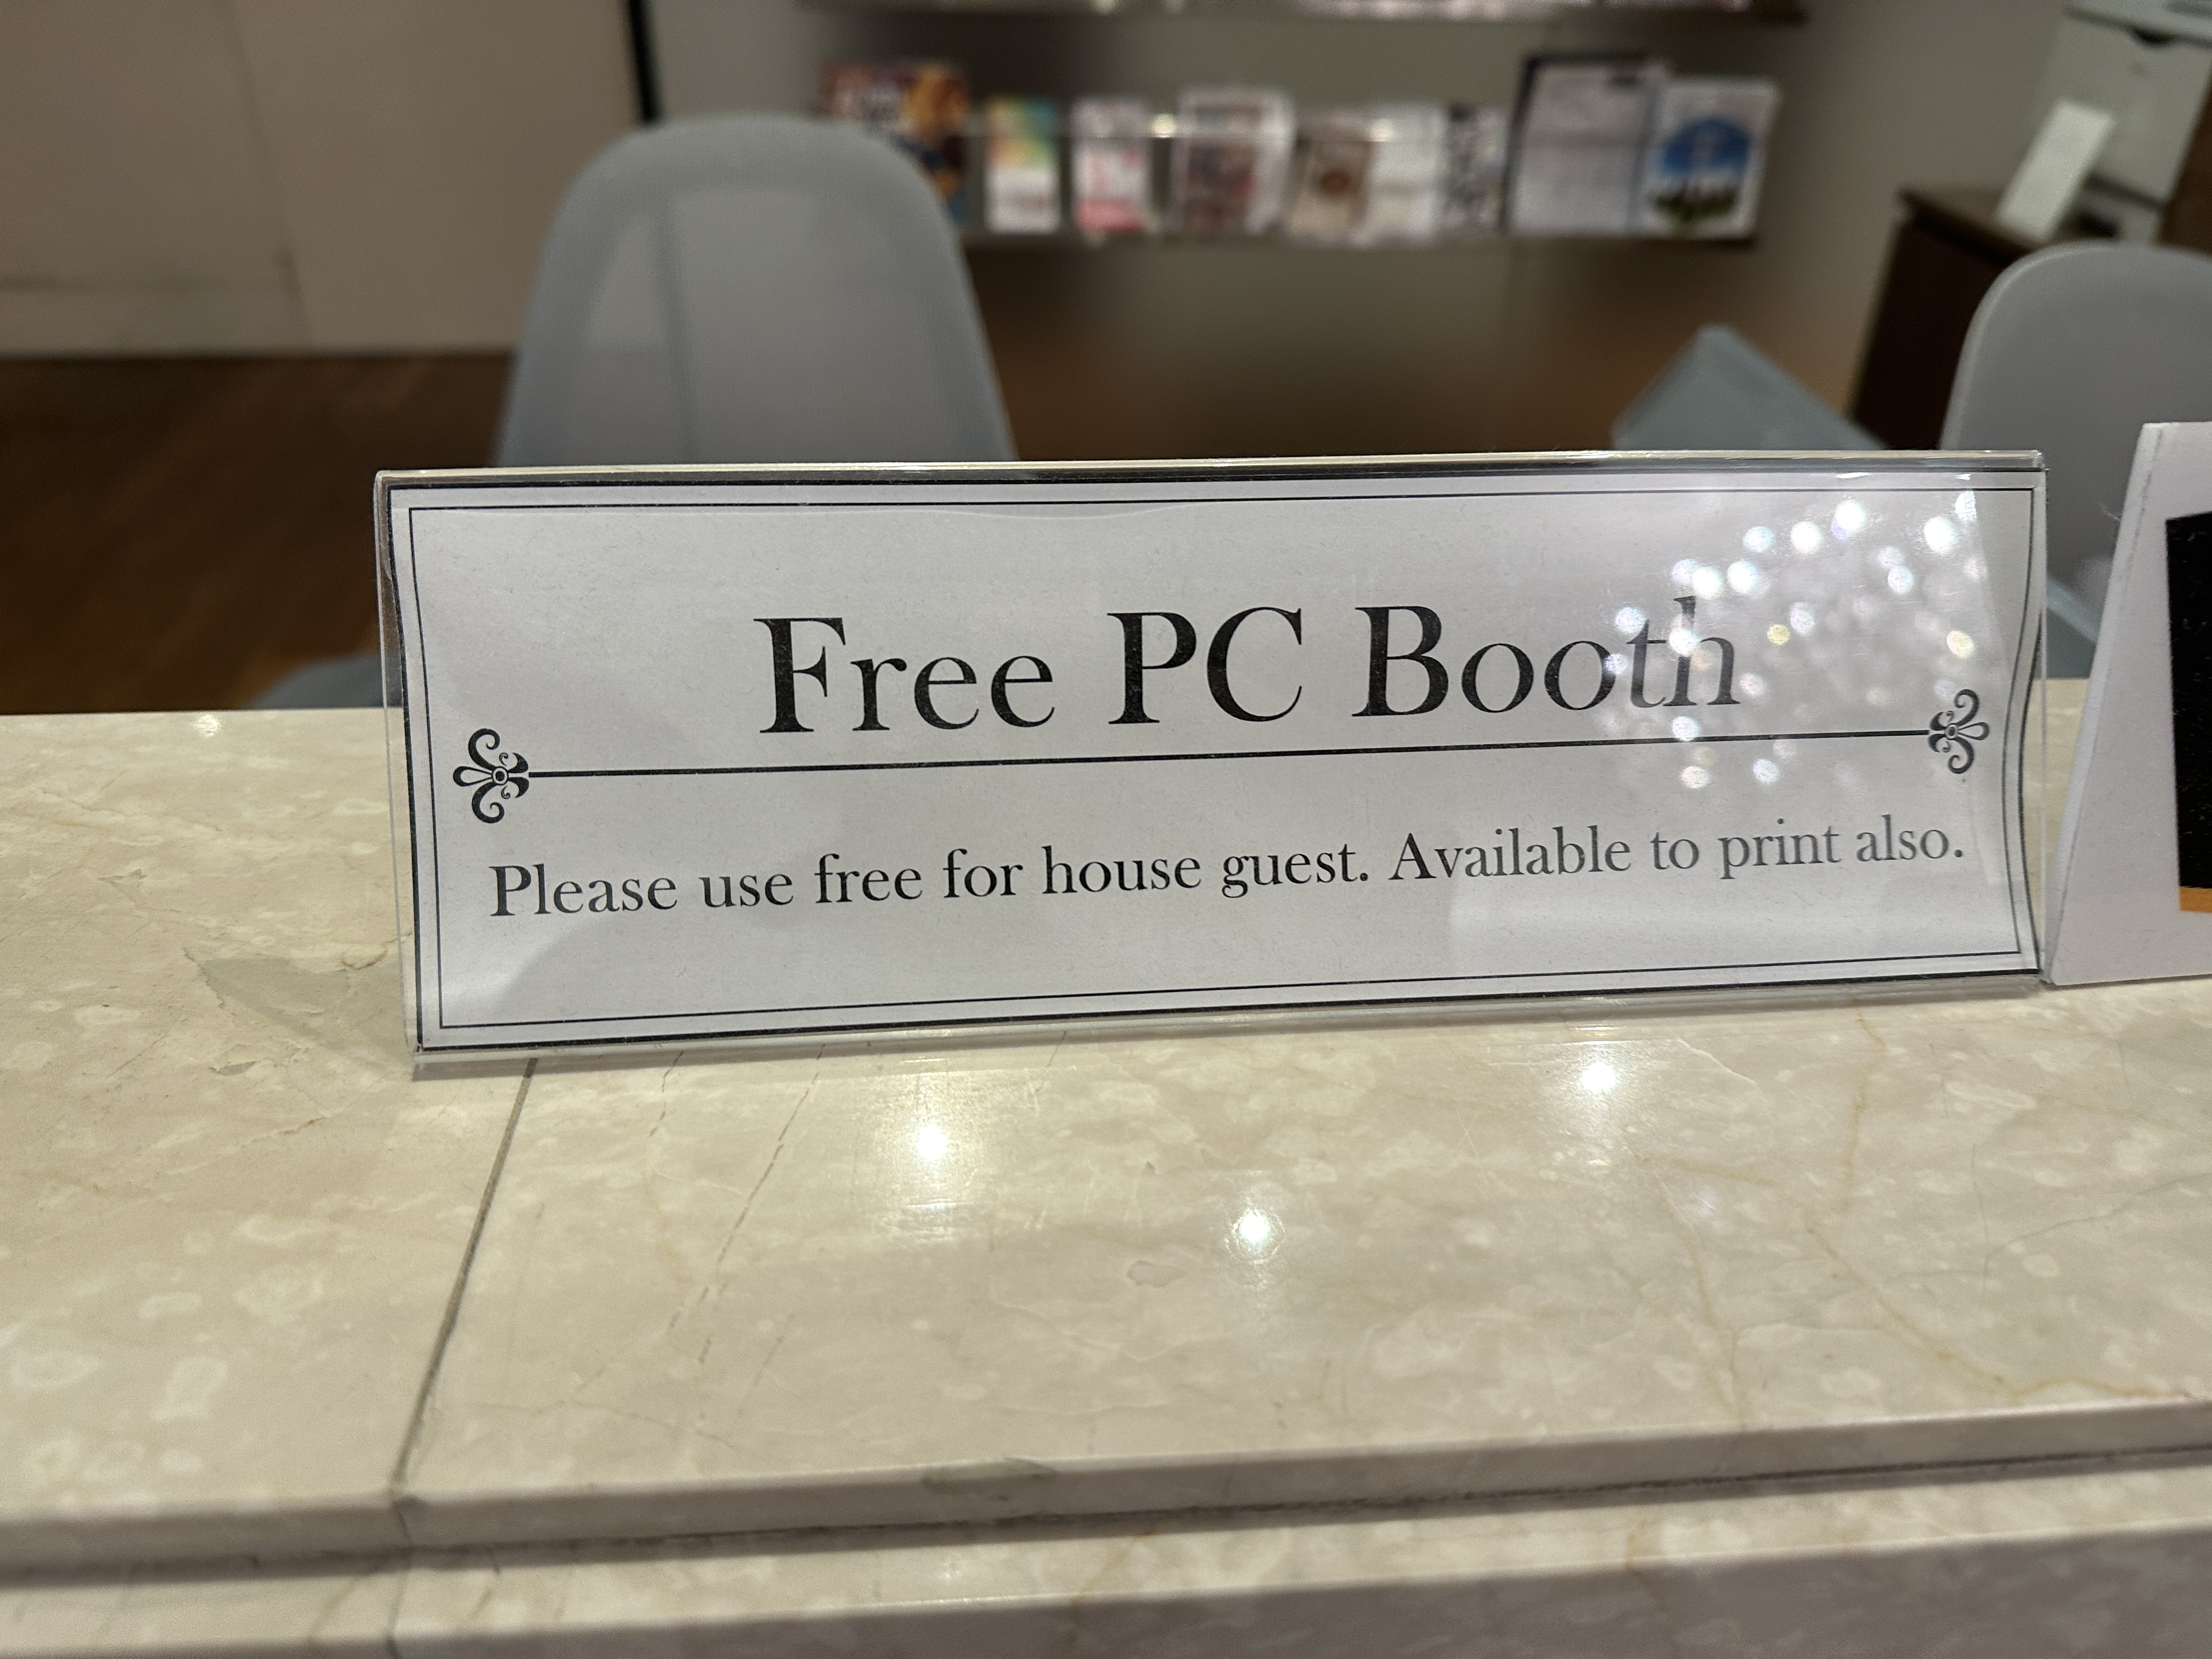 Free PC Booth
Please use free for house guest. Available to print also.